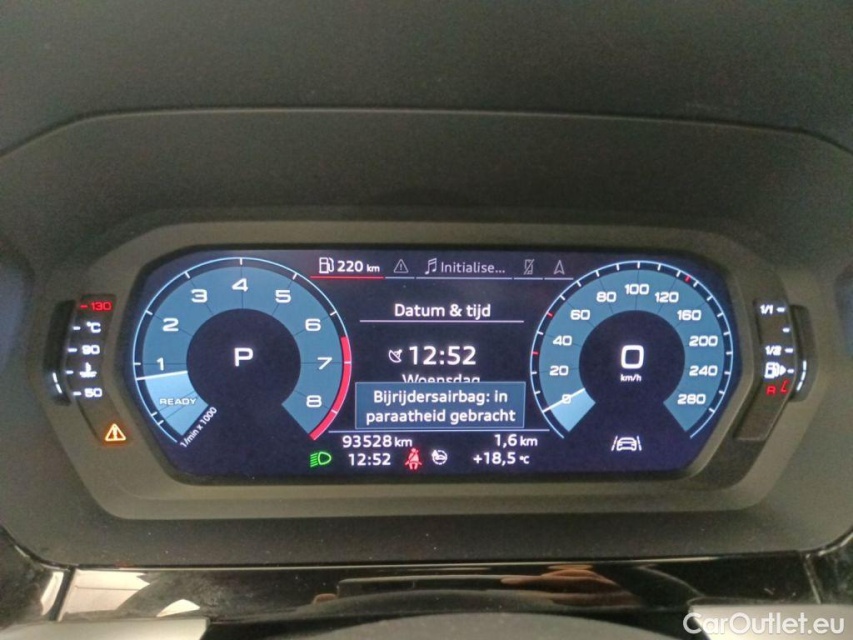 220 km
Initialise...
Datum & tijd
12:52
Woensdag
Bijrijdersairbag: in
paraatheid gebracht
93528 km
1,6 km
12:52
+18,5 °C
1
2
3
4
5
6
7
8
P
READY
1/min x 1000
0
20
40
60
80
100
120
160
200
240
280
0
km/h
130
°C
90
50
1/1
1/2
R
CarOutlet.eu